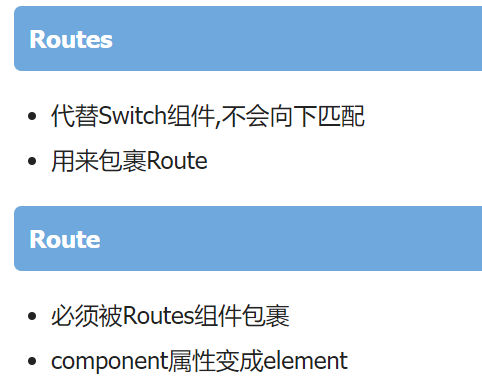 Routes
代替Switch组件,不会向下匹配
用来包裹Route
Route
必须被Routes组件包裹
component属性变成element